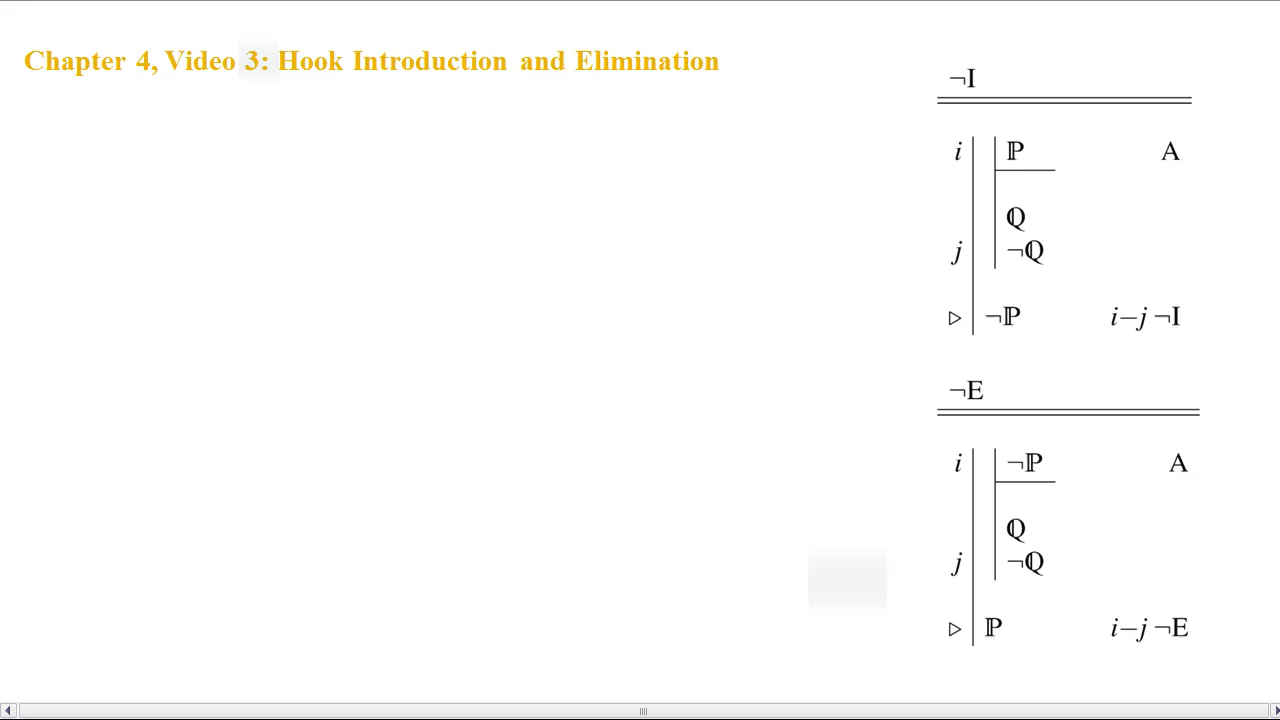 Chapter 4, Video 3: Hook Introduction and Elimination
¬I
i ℙ A
ℚ
j ¬ℚ
▷ ¬ℙ i–j ¬I
¬E
i ¬ℙ A
ℚ
j ¬ℚ
▷ ℙ i–j ¬E